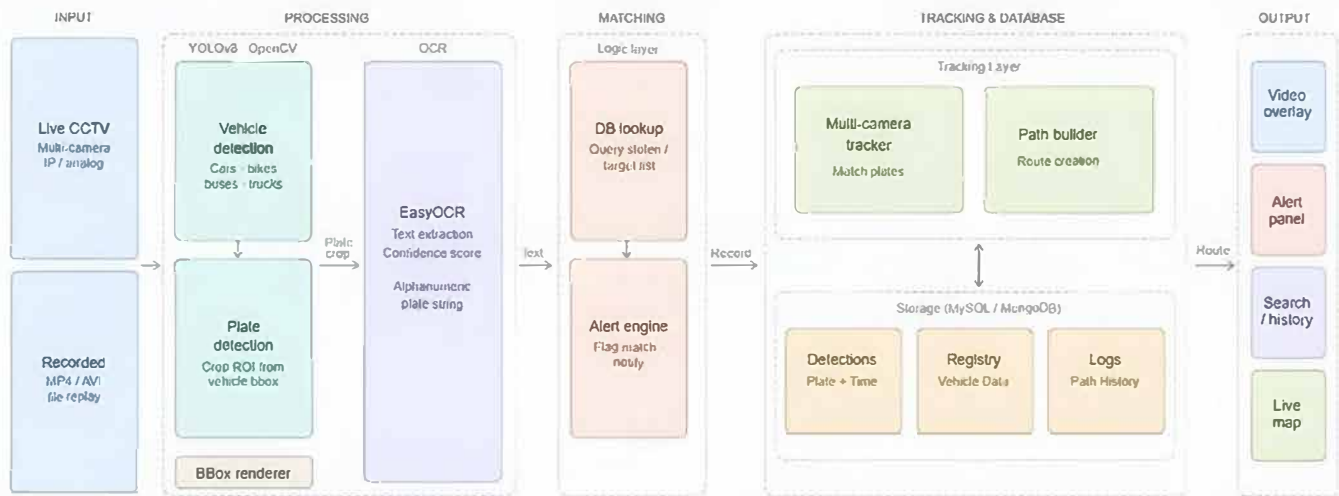 INPUT
PROCESSING
MATCHING
TRACKING & DATABASE
OUTPUT
Live CCTV
Multi-camera
IP / analog
Recorded
MP4 / AVI
file replay
YOLOv8 OpenCV
Vehicle
detection
Cars · bikes
buses · trucks
Plate
detection
Crop ROI from
vehicle bbox
BBox renderer
Plate
crop
OCR
EasyOCR
Text extraction
Confidence score
Alphanumeric
plate string
Text
Logic layer
DB lookup
Query stolen /
target list
Alert engine
Flag match
notify
Record
Tracking Layer
Multi-camera
tracker
Match plates
Path builder
Route creation
Storage (MySQL / MongoDB)
Detections
Plate + Time
Registry
Vehicle Data
Logs
Path History
Route
Video
overlay
Alert
panel
Search
/ history
Live
map